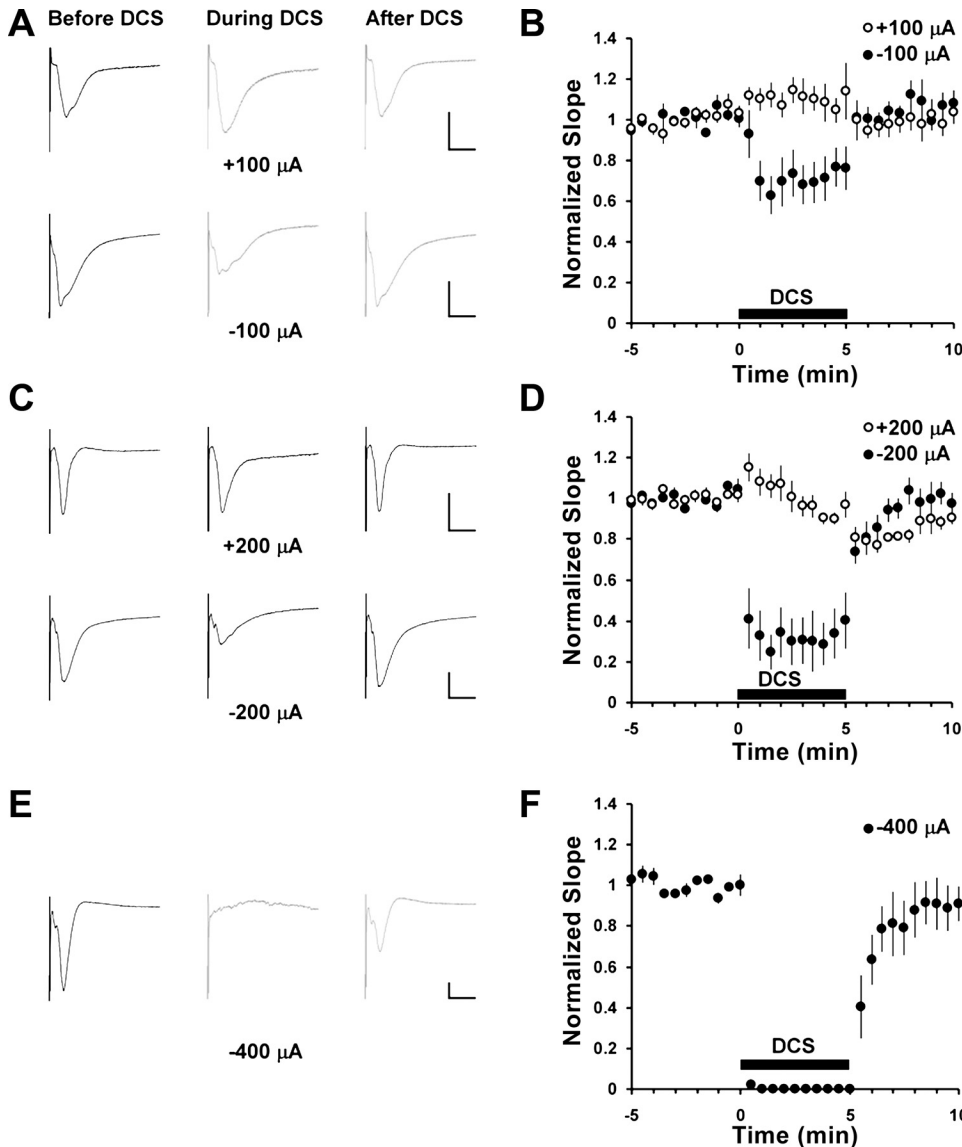 A
Before DCS During DCS After DCS
+100 µA
-100 µA
B
+100 µA
-100 µA
1.4
1.2
1
0.8
0.6
0.4
0.2
0
Normalized Slope
DCS
-5 0 5 10
Time (min)
C
+200 µA
-200 µA
D
+200 µA
-200 µA
1.4
1.2
1
0.8
0.6
0.4
0.2
0
Normalized Slope
DCS
-5 0 5 10
Time (min)
E
-400 µA
F
-400 µA
1.4
1.2
1
0.8
0.6
0.4
0.2
0
Normalized Slope
DCS
-5 0 5 10
Time (min)